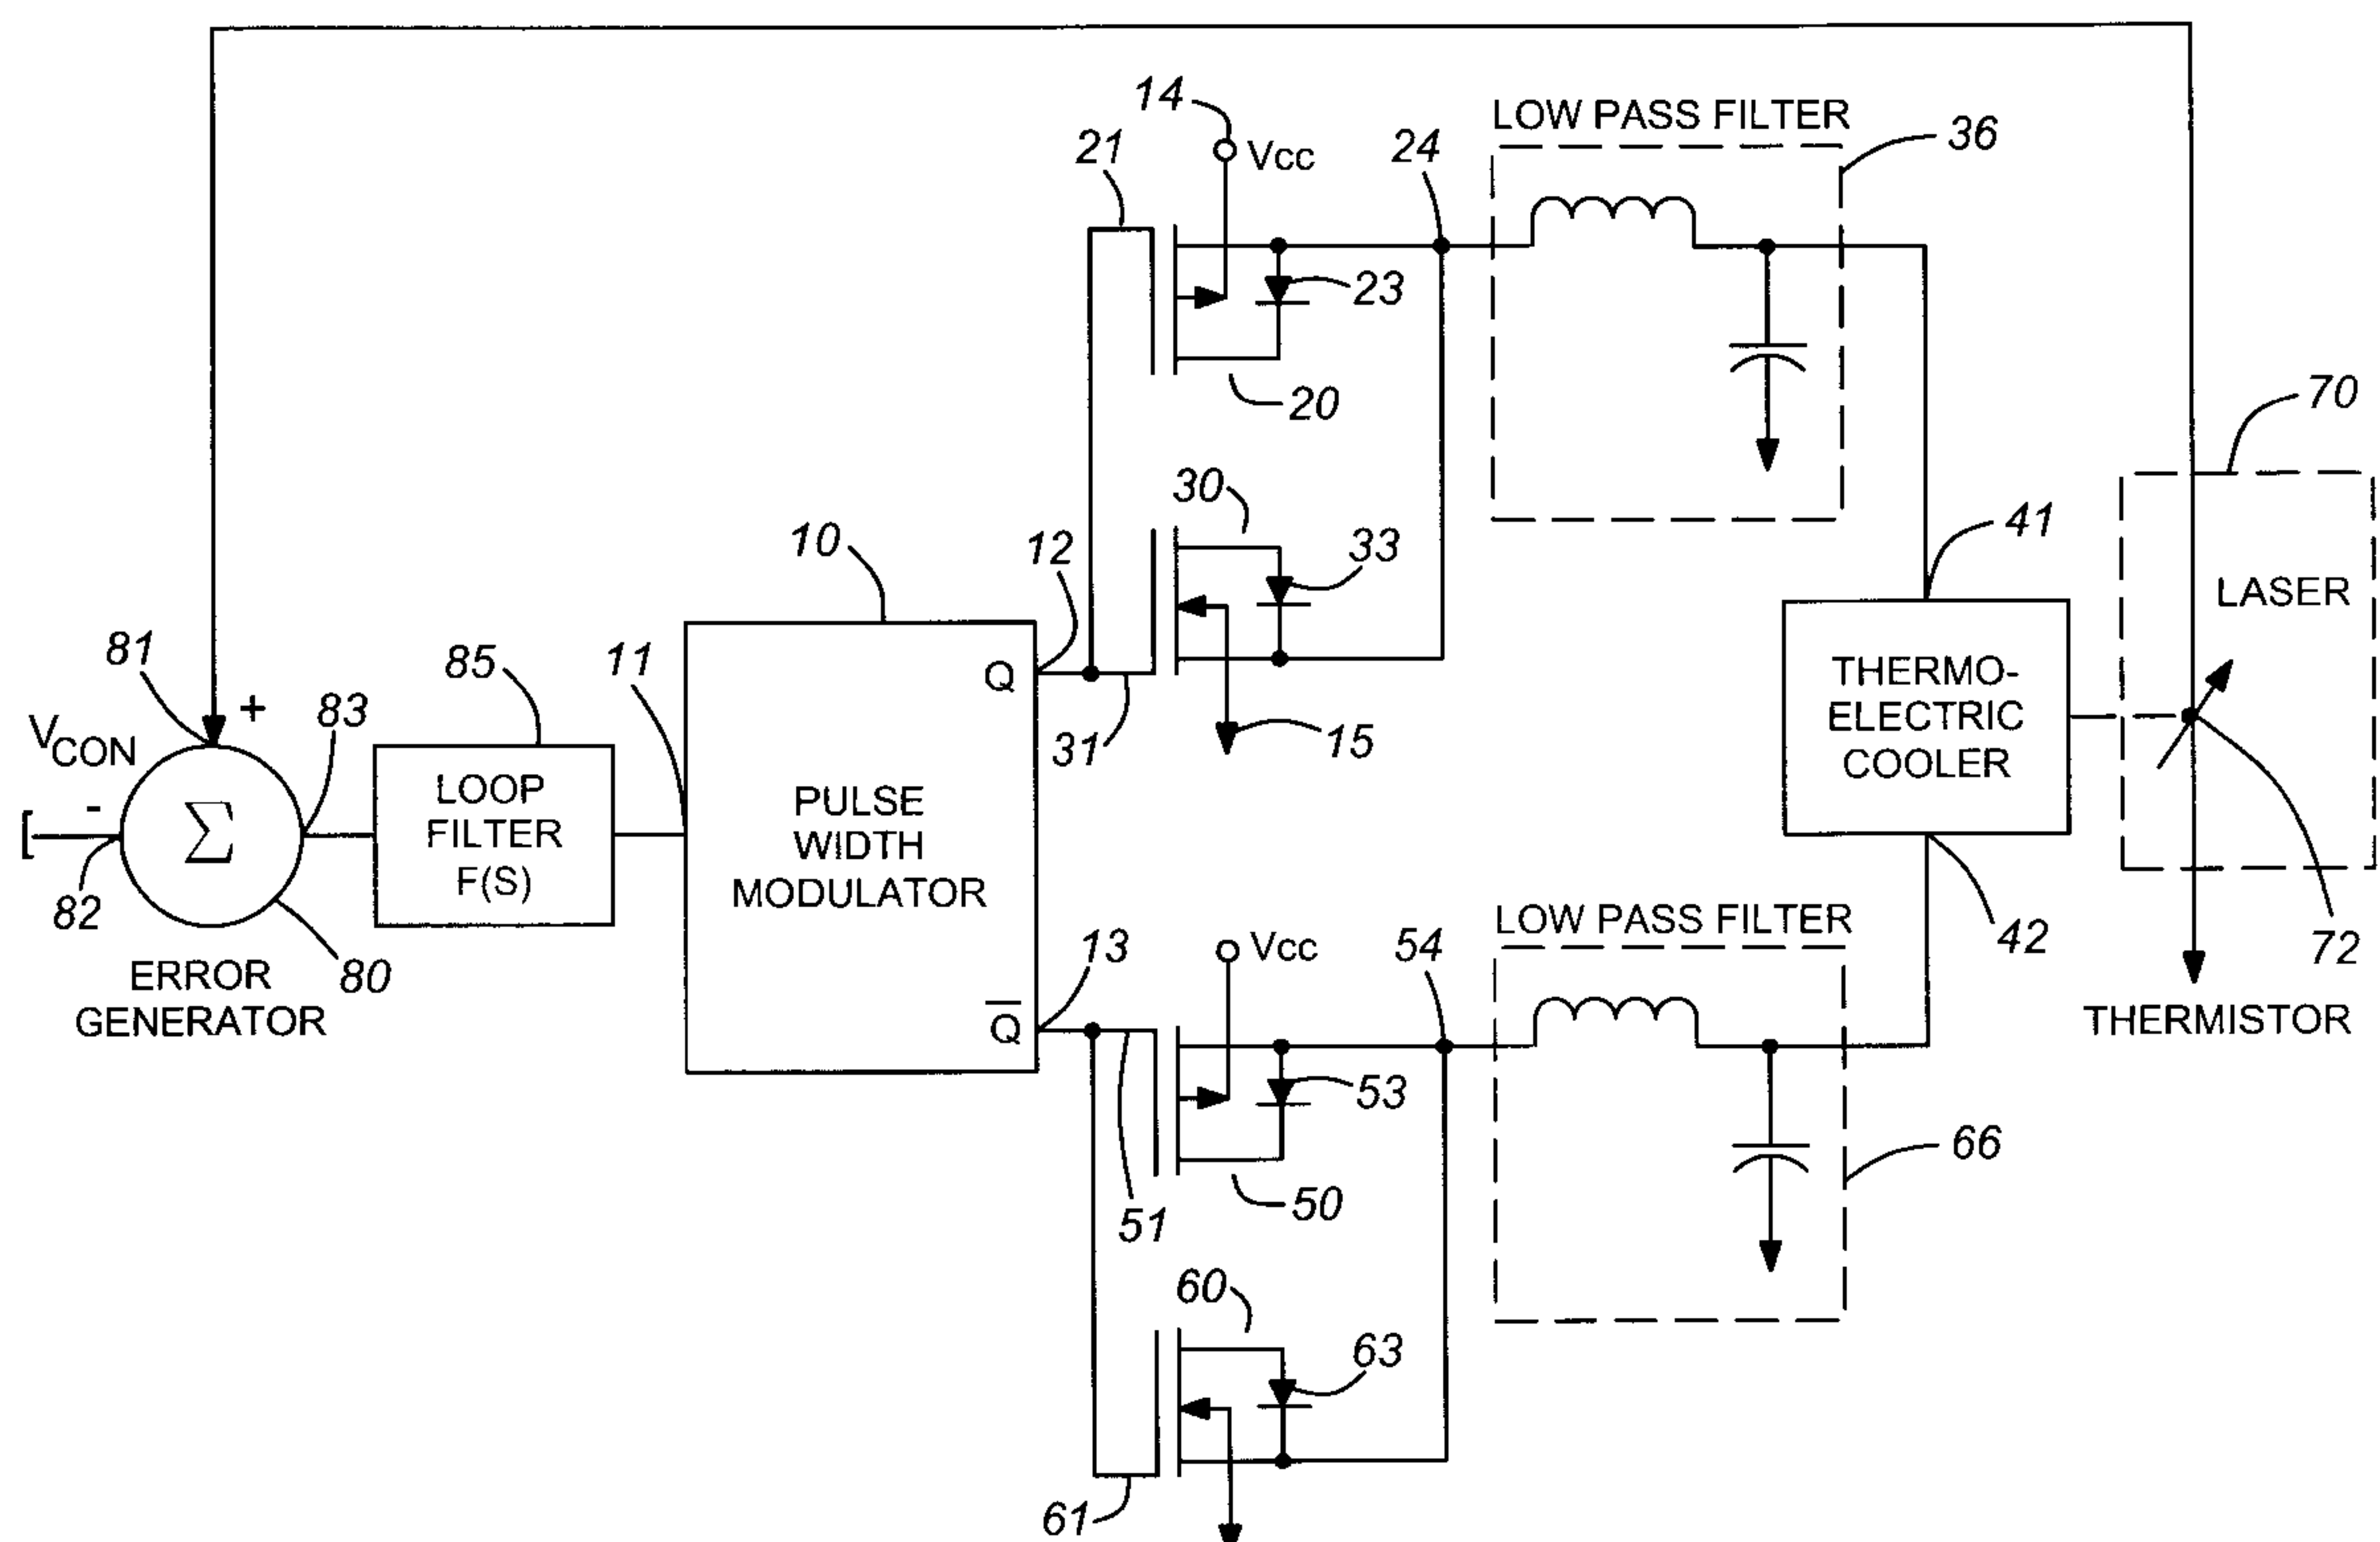 14
LOW PASS FILTER
36
21
Vcc
24
23
20
70
30
41
10
12
33
LASER
81
85
11
Q
THERMO-
ELECTRIC
COOLER
+
83
31
15
VCON
LOOP
FILTER
F(S)
PULSE
WIDTH
MODULATOR
-
Σ
[
82
LOW PASS FILTER
ERROR
GENERATOR
80
13
Vcc
54
42
72
Q̅
THERMISTOR
53
51
50
66
60
63
61